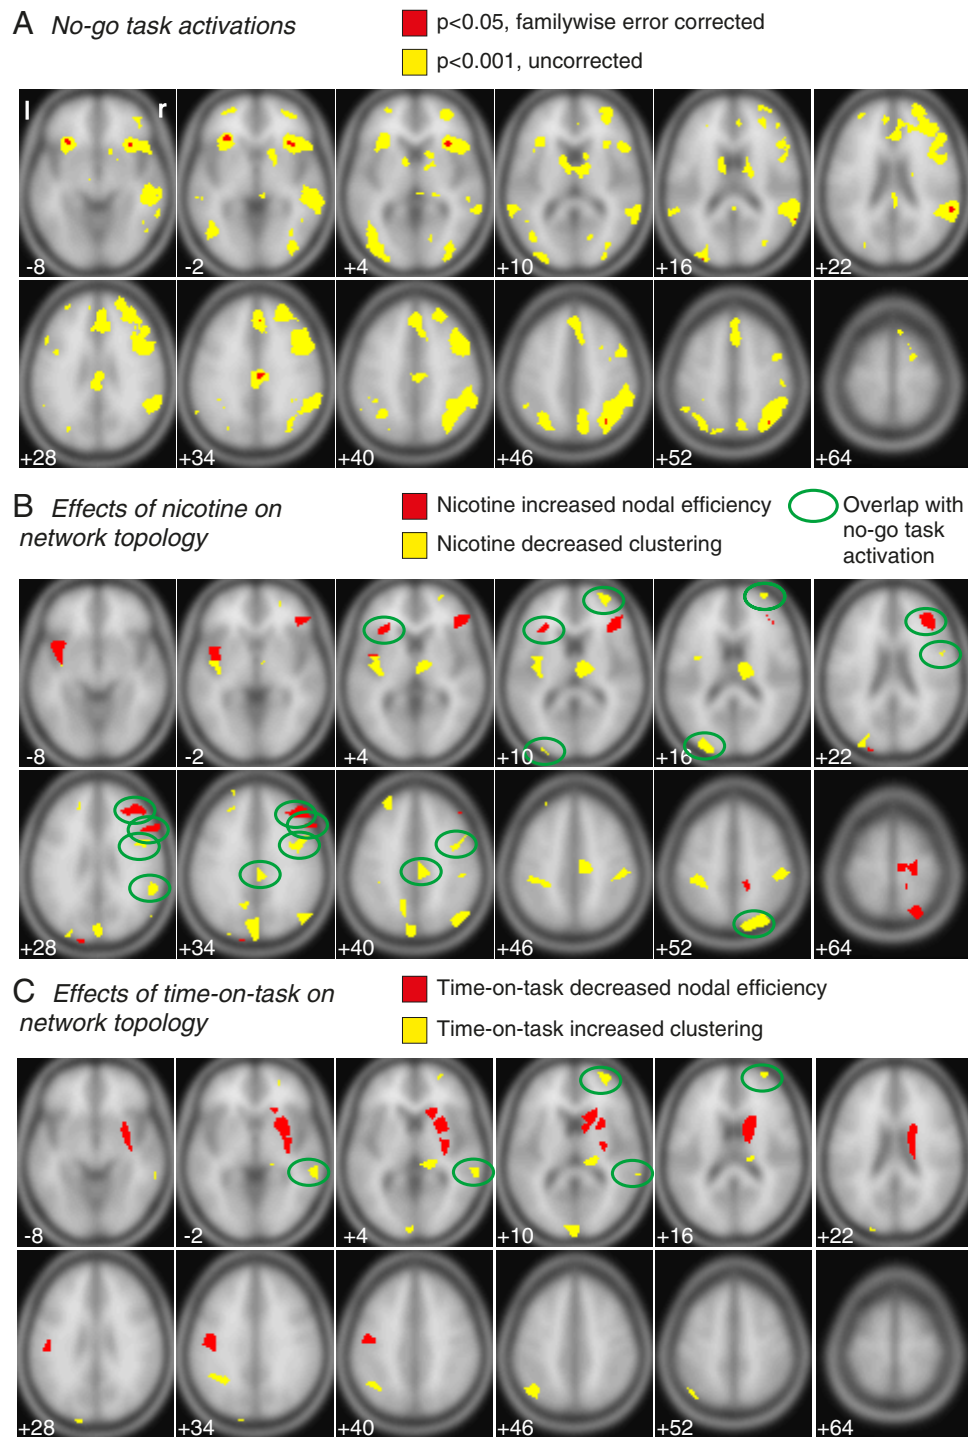 A No-go task activations
p<0.05, familywise error corrected
p<0.001, uncorrected
l r
-8 -2 +4 +10 +16 +22
+28 +34 +40 +46 +52 +64
B Effects of nicotine on
network topology
Nicotine increased nodal efficiency
Nicotine decreased clustering
Overlap with
no-go task
activation
-8 -2 +4 +10 +16 +22
+28 +34 +40 +46 +52 +64
C Effects of time-on-task on
network topology
Time-on-task decreased nodal efficiency
Time-on-task increased clustering
-8 -2 +4 +10 +16 +22
+28 +34 +40 +46 +52 +64